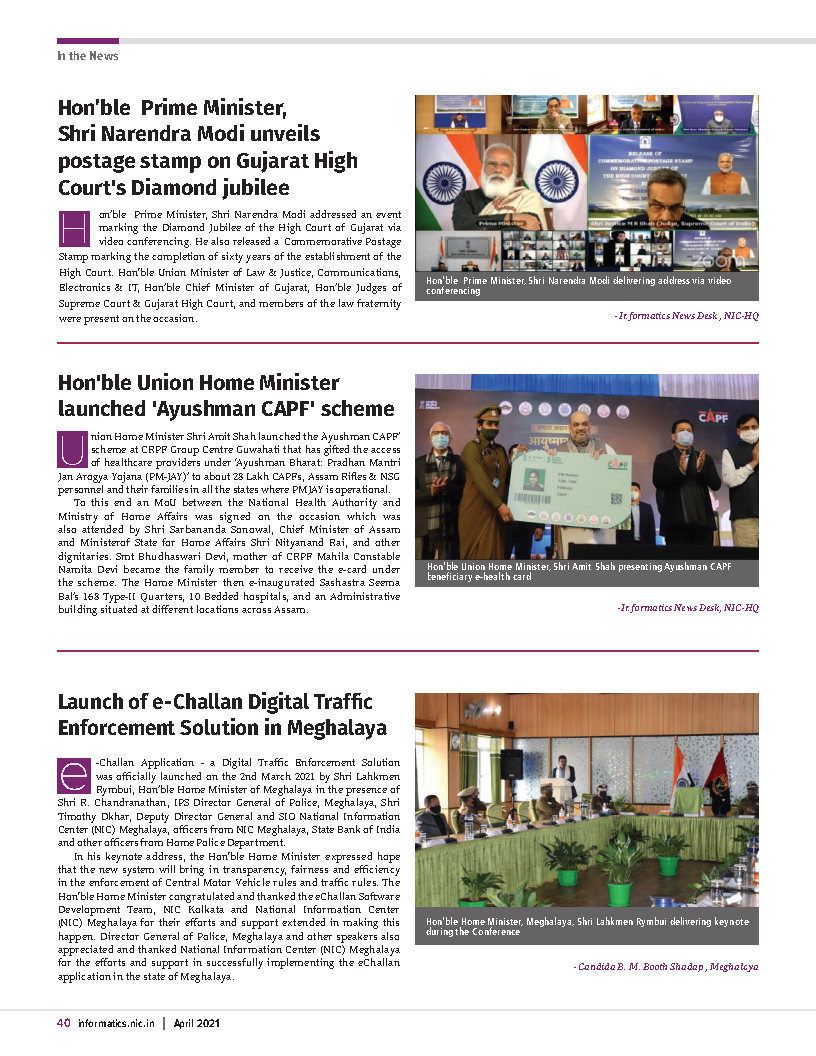 In the News
Hon'ble Prime Minister,
Shri Narendra Modi unveils
postage stamp on Gujarat High
Court's Diamond jubilee
Hon'ble Prime Minister, Shri Narendra Modi addressed an event
marking the Diamond Jubilee of the High Court of Gujarat via
video conferencing. He also released a Commemorative Postage
Stamp marking the completion of sixty years of the establishment of the
High Court. Hon'ble Union Minister of Law & Justice, Communications,
Electronics & IT, Hon'ble Chief Minister of Gujarat, Hon'ble Judges of
Supreme Court & Gujarat High Court, and members of the law fraternity
were present on the occasion.
RELEASE OF
COMMEMORATIVE POSTAGE STAMP
ON DIAMOND JUBILEE OF
Prime Minister
Shri Justice M R Shah (Judge, Supreme Court of India)
Hon'ble Prime Minister, Shri Narendra Modi delivering address via video
conferencing
- Informatics News Desk, NIC-HQ
Hon'ble Union Home Minister
launched 'Ayushman CAPF' scheme
Union Home Minister Shri Amit Shah launched the 'Ayushman CAPF'
scheme at CRPF Group Centre Guwahati that has gifted the access
of healthcare providers under 'Ayushman Bharat: Pradhan Mantri
Jan Arogya Yojana (PM-JAY)' to about 28 Lakh CAPFs, Assam Rifles & NSG
personnel and their families in all the states where PMJAY is operational.
To this end an MoU between the National Health Authority and
Ministry of Home Affairs was signed on the occasion which was
also attended by Shri Sarbananda Sonowal, Chief Minister of Assam
and Ministerof State for Home Affairs Shri Nityanand Rai, and other
dignitaries. Smt Bhudhaswari Devi, mother of CRPF Mahila Constable
Namita Devi became the family member to receive the e-card under
the scheme. The Home Minister then e-inaugurated Sashastra Seema
Bal's 168 Type-II Quarters, 10 Bedded hospitals, and an Administrative
building situated at different locations across Assam.
CAPF
आयुष्मान
CAPF
Hon'ble Union Home Minister, Shri Amit Shah presenting Ayushman CAPF
beneficiary e-health card
-Informatics News Desk, NIC-HQ
Launch of e-Challan Digital Traffic
Enforcement Solution in Meghalaya
e-Challan Application - a Digital Traffic Enforcement Solution
was officially launched on the 2nd March 2021 by Shri Lahkmen
Rymbui, Hon'ble Home Minister of Meghalaya in the presence of
Shri R. Chandranathan, IPS Director General of Police, Meghalaya, Shri
Timothy Dkhar, Deputy Director General and SIO National Information
Center (NIC) Meghalaya, officers from NIC Meghalaya, State Bank of India
and other officers from Home Police Department.
In his keynote address, the Hon'ble Home Minister expressed hope
that the new system will bring in transparency, fairness and efficiency
in the enforcement of Central Motor Vehicle rules and traffic rules. The
Hon'ble Home Minister congratulated and thanked the eChallan Software
Development Team, NIC Kolkata and National Information Center
(NIC) Meghalaya for their efforts and support extended in making this
happen. Director General of Police, Meghalaya and other speakers also
appreciated and thanked National Information Center (NIC) Meghalaya
for the efforts and support in successfully implementing the eChallan
application in the state of Meghalaya.
Hon'ble Home Minister, Meghalaya, Shri Lahkmen Rymbui delivering keynote
during the Conference
- Candida B. M. Booth Shadap, Meghalaya
40 informatics.nic.in | April 2021